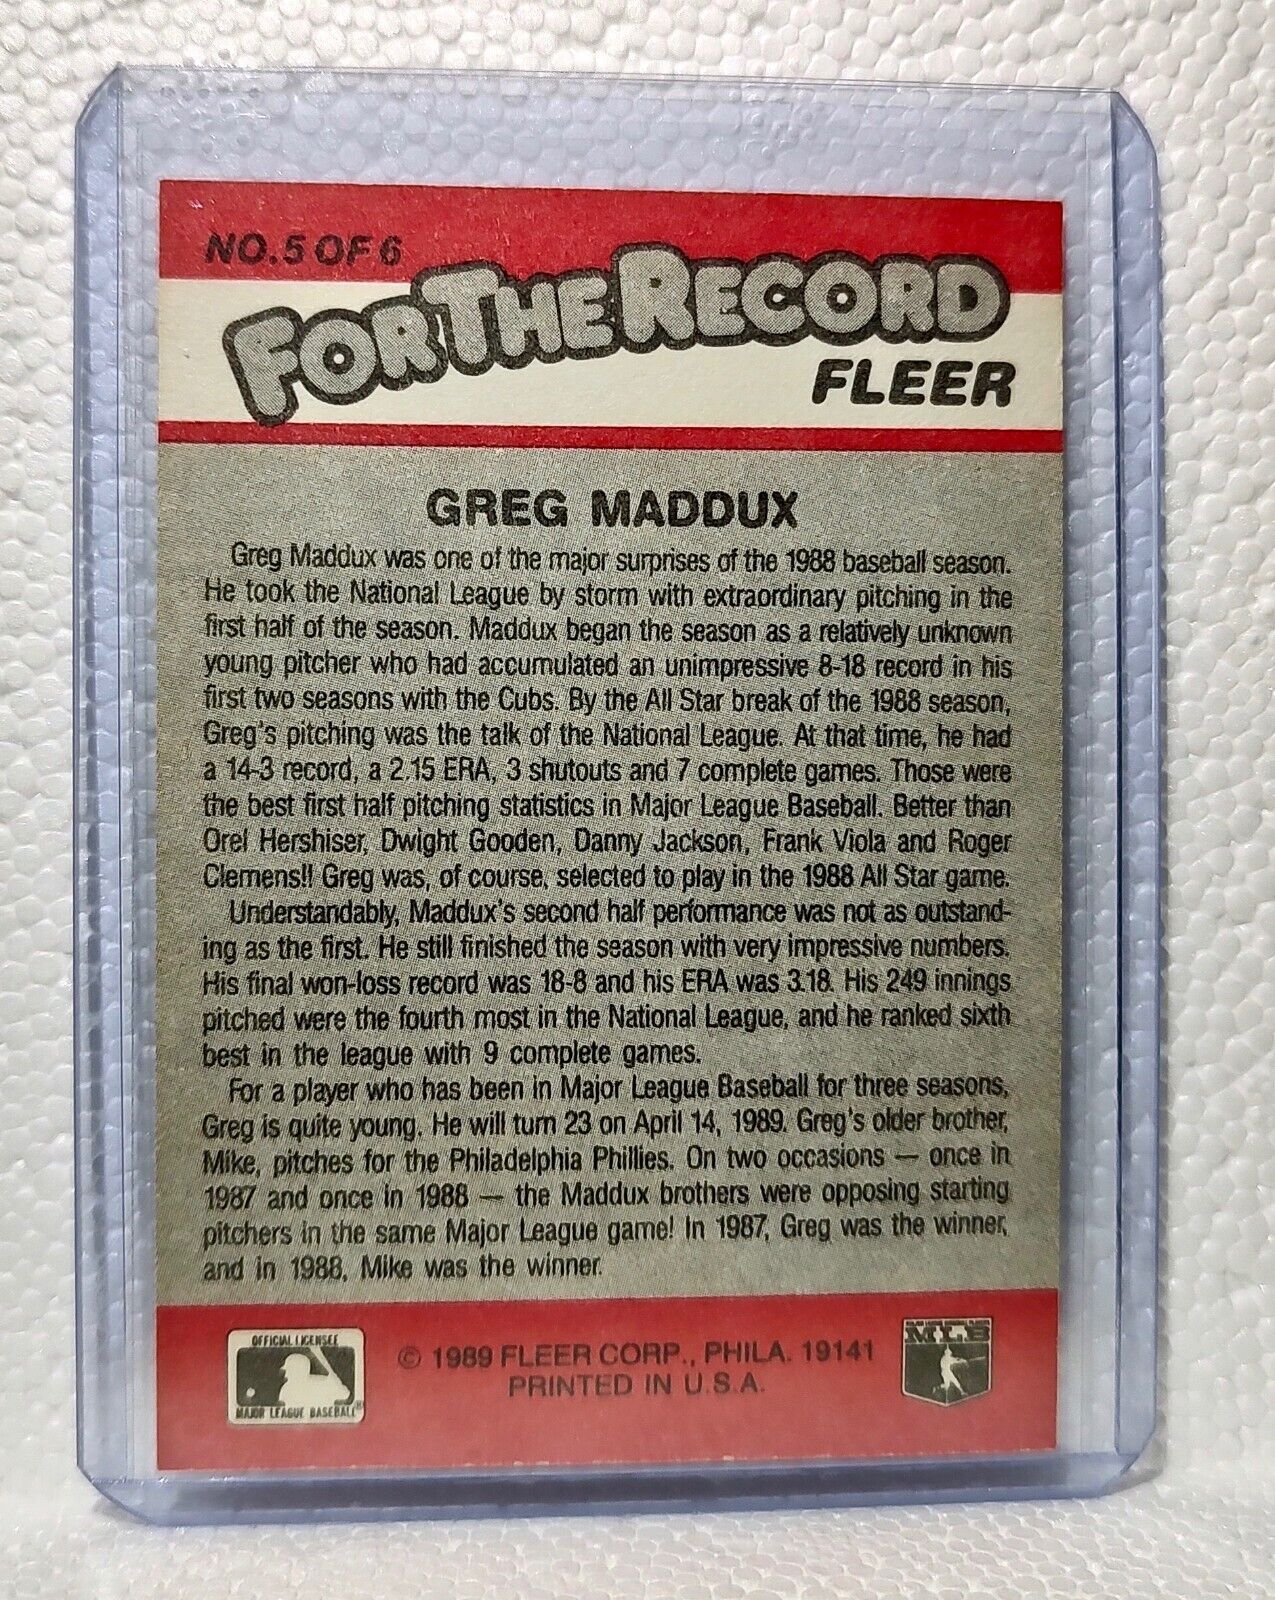 NO. 5 OF 6
FOR THE RECORD
FLEER
GREG MADDUX
Greg Maddux was one of the major surprises of the 1988 baseball season.
He took the National League by storm with extraordinary pitching in the
first half of the season. Maddux began the season as a relatively unknown
young pitcher who had accumulated an unimpressive 8-18 record in his
first two seasons with the Cubs. By the All Star break of the 1988 season,
Greg's pitching was the talk of the National League. At that time, he had
a 14-3 record, a 2.15 ERA, 3 shutouts and 7 complete games. Those were
the best first half pitching statistics in Major League Baseball. Better than
Orel Hershiser, Dwight Gooden, Danny Jackson, Frank Viola and Roger
Clemens!! Greg was, of course, selected to play in the 1988 All Star game.
Understandably, Maddux's second half performance was not as outstand-
ing as the first. He still finished the season with very impressive numbers.
His final won-loss record was 18-8 and his ERA was 3.18. His 249 innings
pitched were the fourth most in the National League, and he ranked sixth
best in the league with 9 complete games.
For a player who has been in Major League Baseball for three seasons,
Greg is quite young. He will turn 23 on April 14, 1989. Greg's older brother,
Mike, pitches for the Philadelphia Phillies. On two occasions — once in
1987 and once in 1988 — the Maddux brothers were opposing starting
pitchers in the same Major League game! In 1987, Greg was the winner,
and in 1988, Mike was the winner.
OFFICIAL LICENSEE
MAJOR LEAGUE BASEBALL®
© 1989 FLEER CORP., PHILA. 19141
PRINTED IN U.S.A.
MLB